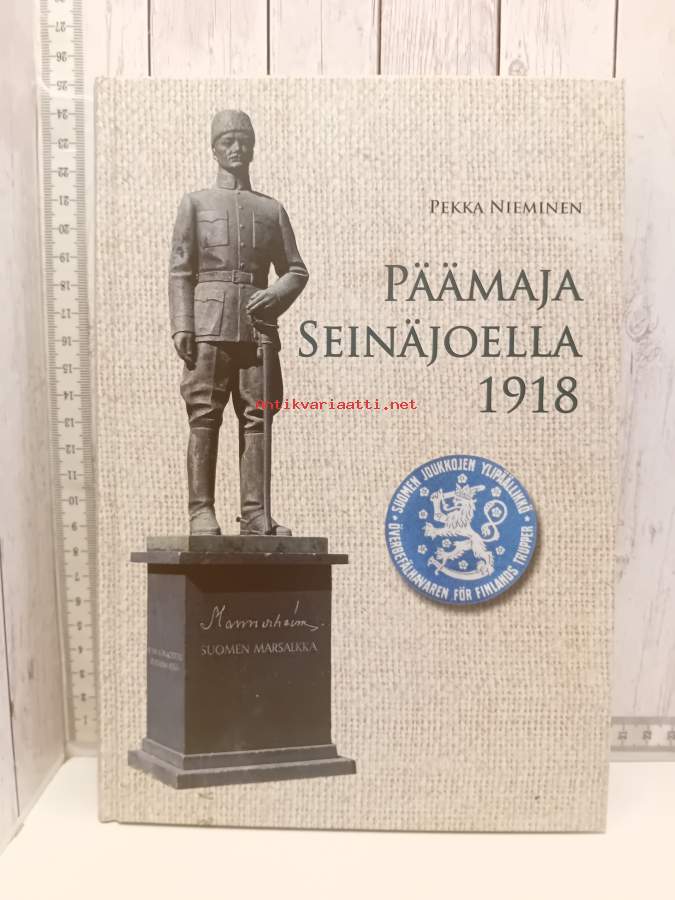 PEKKA NIEMINEN
PÄÄMAJA
SEINÄJOELLA
1918
Antikvariaatti.net
SUOMEN JOUKKOJEN YLIPÄÄLLIKKÖ
ÖVERBEFÄLHAVAREN FÖR FINLANDS TRUPPER
Mannerheim
SUOMEN MARSALKKA